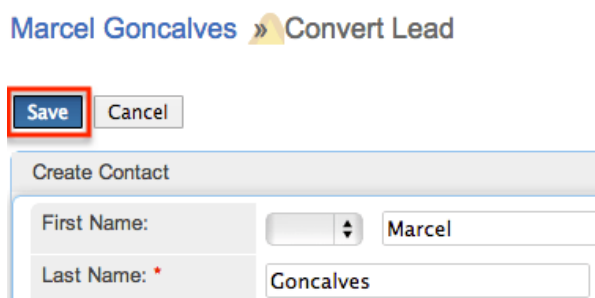 Marcel Goncalves » Convert Lead
Save Cancel
Create Contact
First Name: Marcel
Last Name: * Goncalves